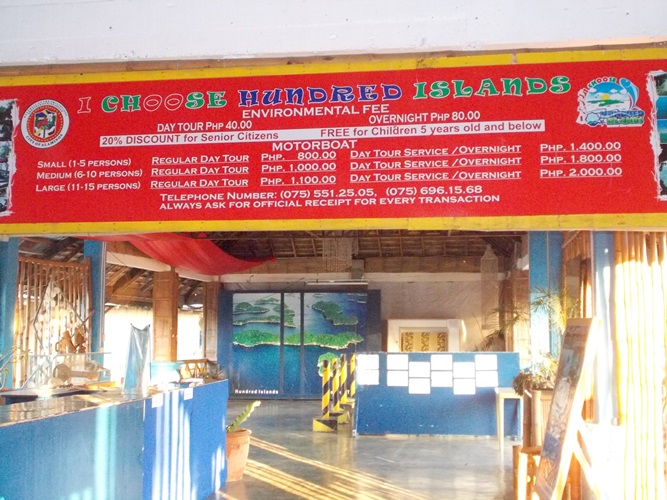 I CHOOSE HUNDRED ISLANDS
ENVIRONMENTAL FEE
DAY TOUR PHP 40.00 OVERNIGHT PHP 80.00
20% DISCOUNT for Senior Citizens FREE for Children 5 years old and below
MOTORBOAT
SMALL (1-5 PERSONS) REGULAR DAY TOUR PHP. 800.00 DAY TOUR SERVICE /OVERNIGHT PHP. 1.400.00
MEDIUM (6-10 PERSONS) REGULAR DAY TOUR PHP. 1,000.00 DAY TOUR SERVICE /OVERNIGHT PHP. 1.800.00
LARGE (11-15 PERSONS) REGULAR DAY TOUR PHP. 1.100.00 DAY TOUR SERVICE /OVERNIGHT PHP. 2.000.00
TELEPHONE NUMBER: (075) 551.25.05, (075) 696.15.68
ALWAYS ASK FOR OFFICIAL RECEIPT FOR EVERY TRANSACTION
Hundred Islands